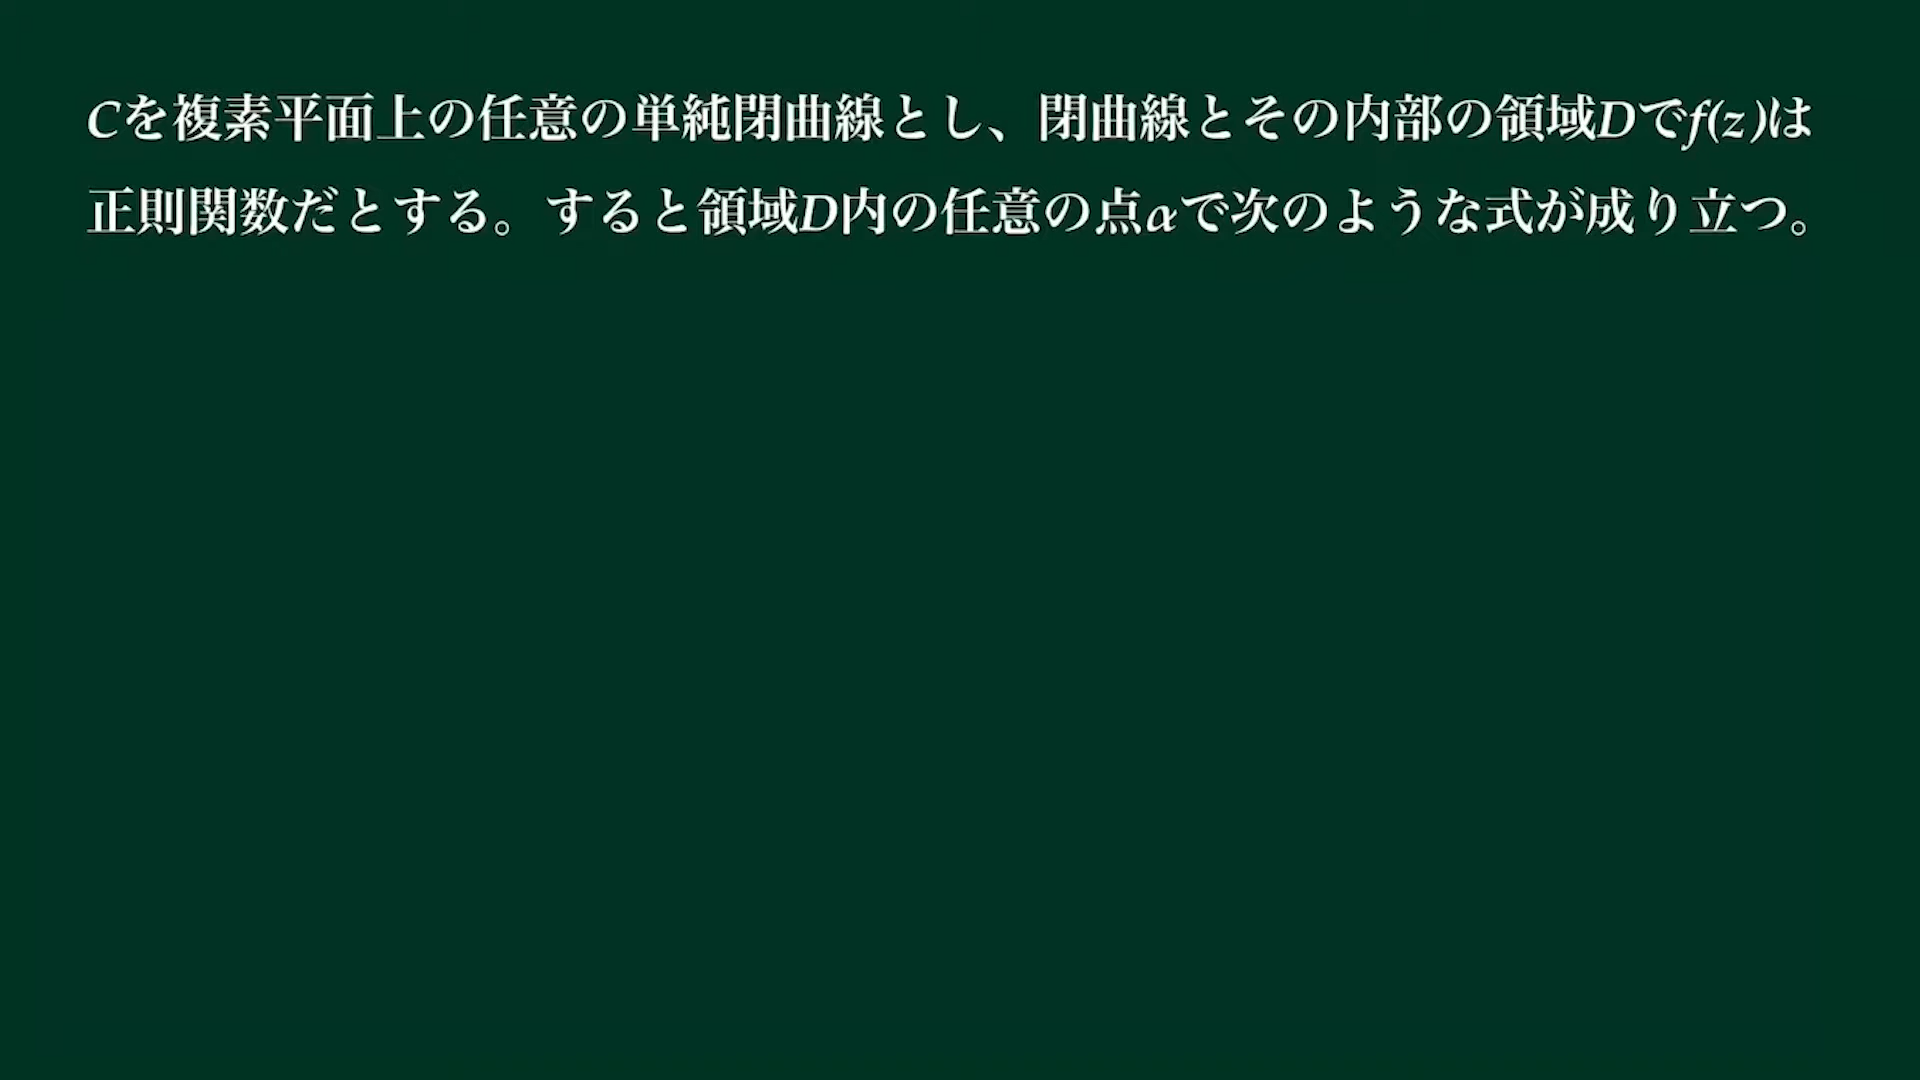 Cを複素平面上の任意の単純閉曲線とし、閉曲線とその内部の領域Dでf(z)は
正則関数だとする。すると領域D内の任意の点αで次のような式が成り立つ。